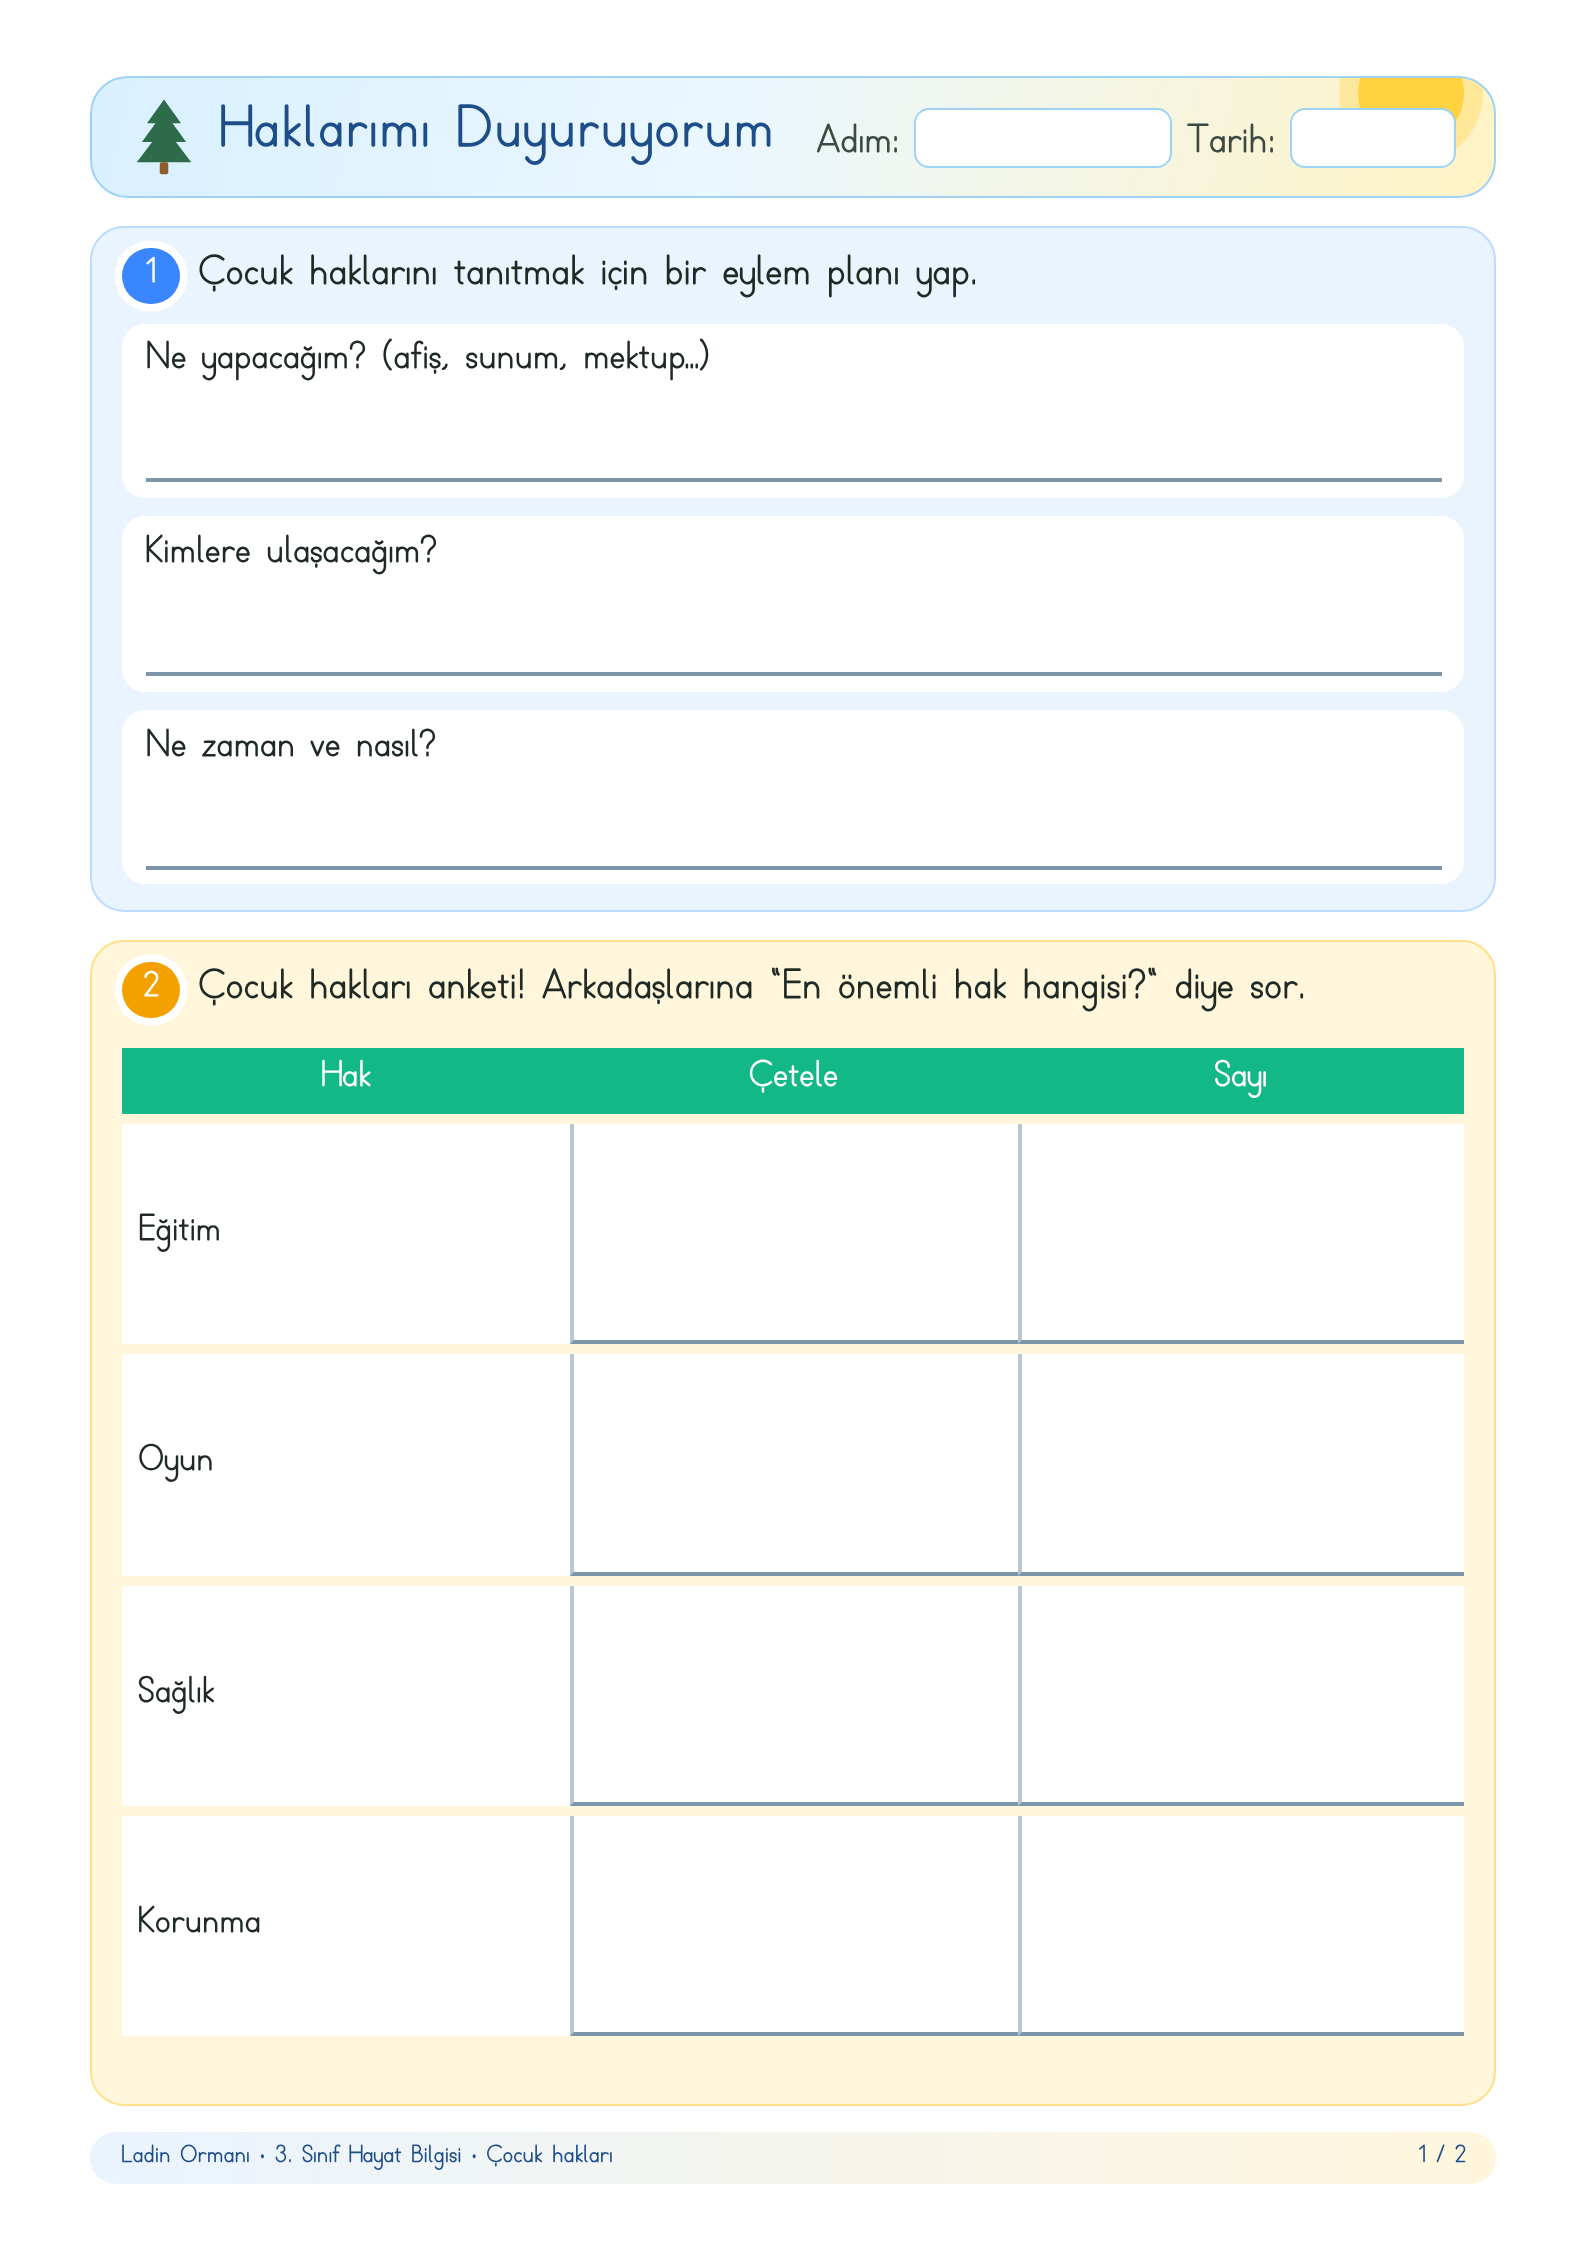 Haklarımı Duyuruyorum Adım: Tarih:
1 Çocuk haklarını tanıtmak için bir eylem planı yap.
Ne yapacağım? (afiş, sunum, mektup...)
Kimlere ulaşacağım?
Ne zaman ve nasıl?
2 Çocuk hakları anketi! Arkadaşlarına "En önemli hak hangisi?" diye sor.
Hak Çetele Sayı
Eğitim
Oyun
Sağlık
Korunma
Ladin Ormanı • 3. Sınıf Hayat Bilgisi • Çocuk hakları 1 / 2